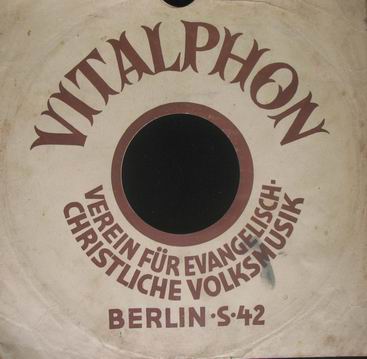 VITALPHON
VEREIN FÜR EVANGELISCH-
CHRISTLICHE VOLKSMUSIK
BERLIN·S·42